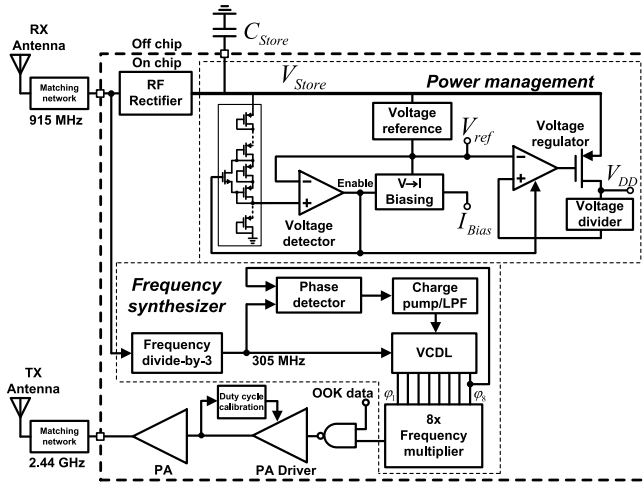 RX
Antenna
Off chip
On chip
C_Store
Matching
network
915 MHz
RF
Rectifier
V_Store
Power management
Voltage
reference
V_ref
Voltage
regulator
V_DD
Enable
V→I
Biasing
Voltage
detector
I_Bias
Voltage
divider
Frequency
synthesizer
Phase
detector
Charge
pump/LPF
Frequency
divide-by-3
305 MHz
VCDL
TX
Antenna
φ1
φ8
OOK data
Duty cycle
calibration
Matching
network
2.44 GHz
PA
PA Driver
8x
Frequency
multiplier